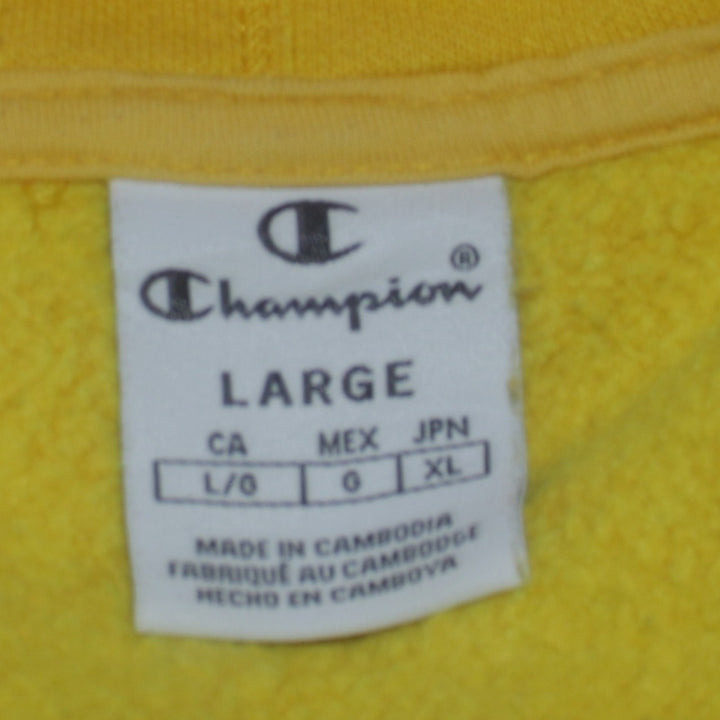 Champion®
LARGE
CA MEX JPN
L/G G XL
MADE IN CAMBODIA
FABRIQUÉ AU CAMBODGE
HECHO EN CAMBOYA